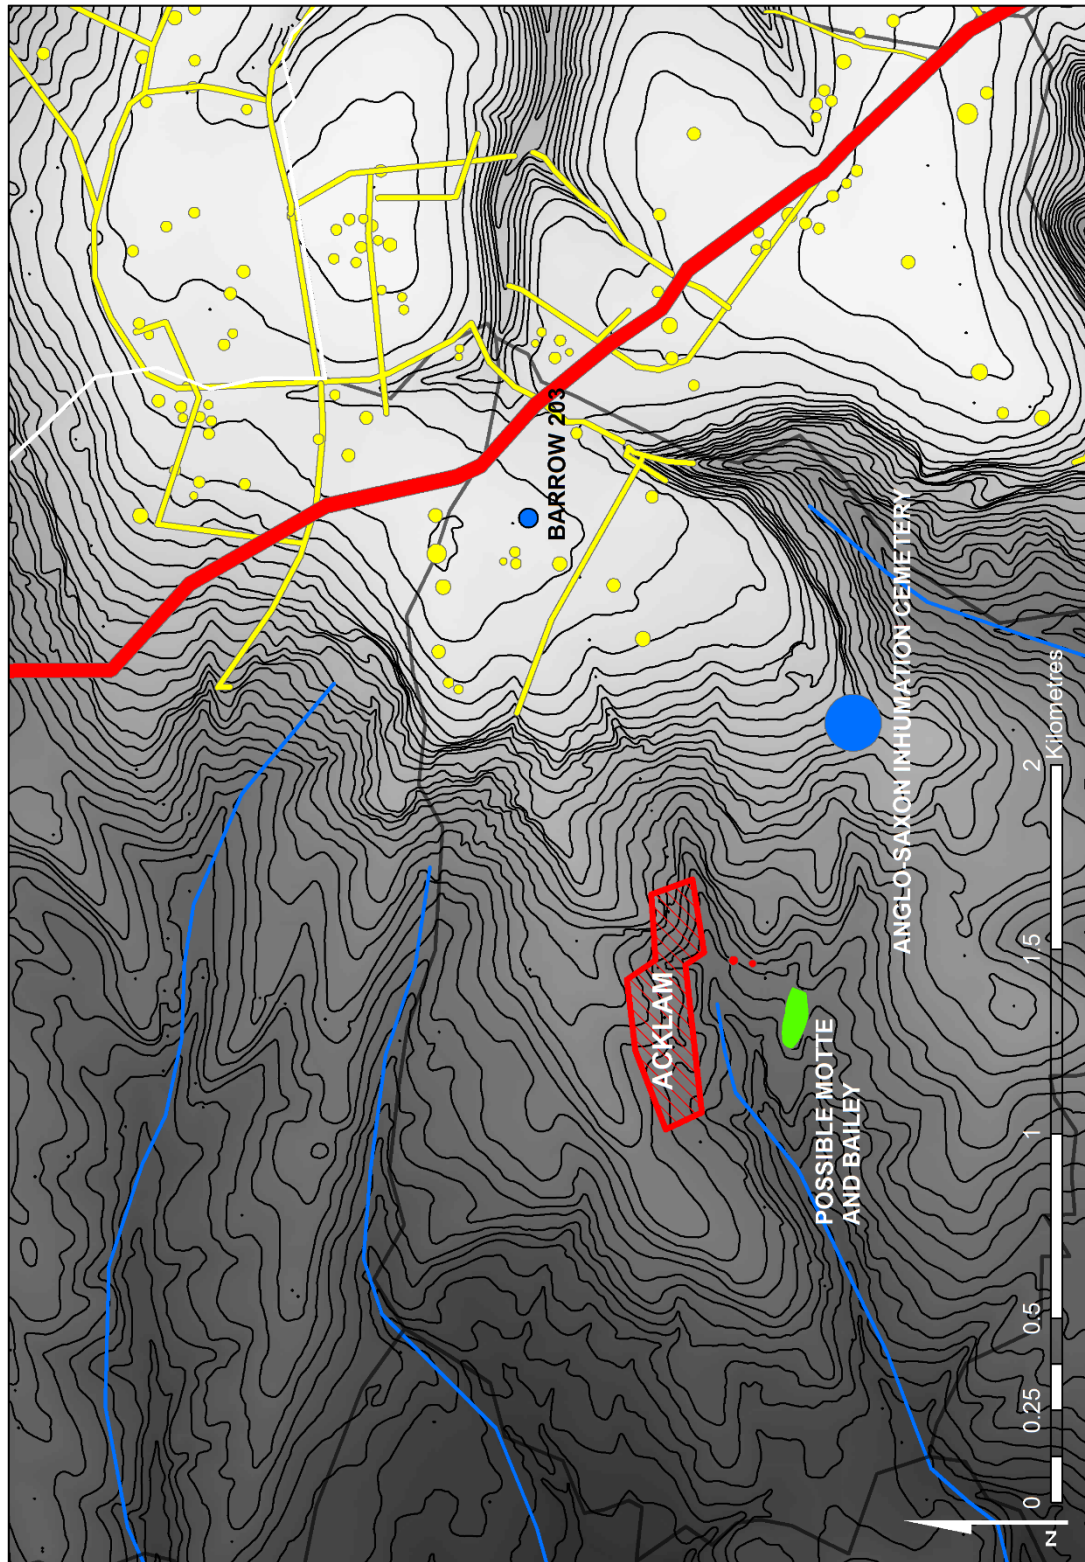 BARROW 203
ACKLAM
POSSIBLE MOTTE
AND BAILEY
ANGLO-SAXON INHUMATION CEMETERY
N
0 0.25 0.5 1 1.5 2
Kilometres